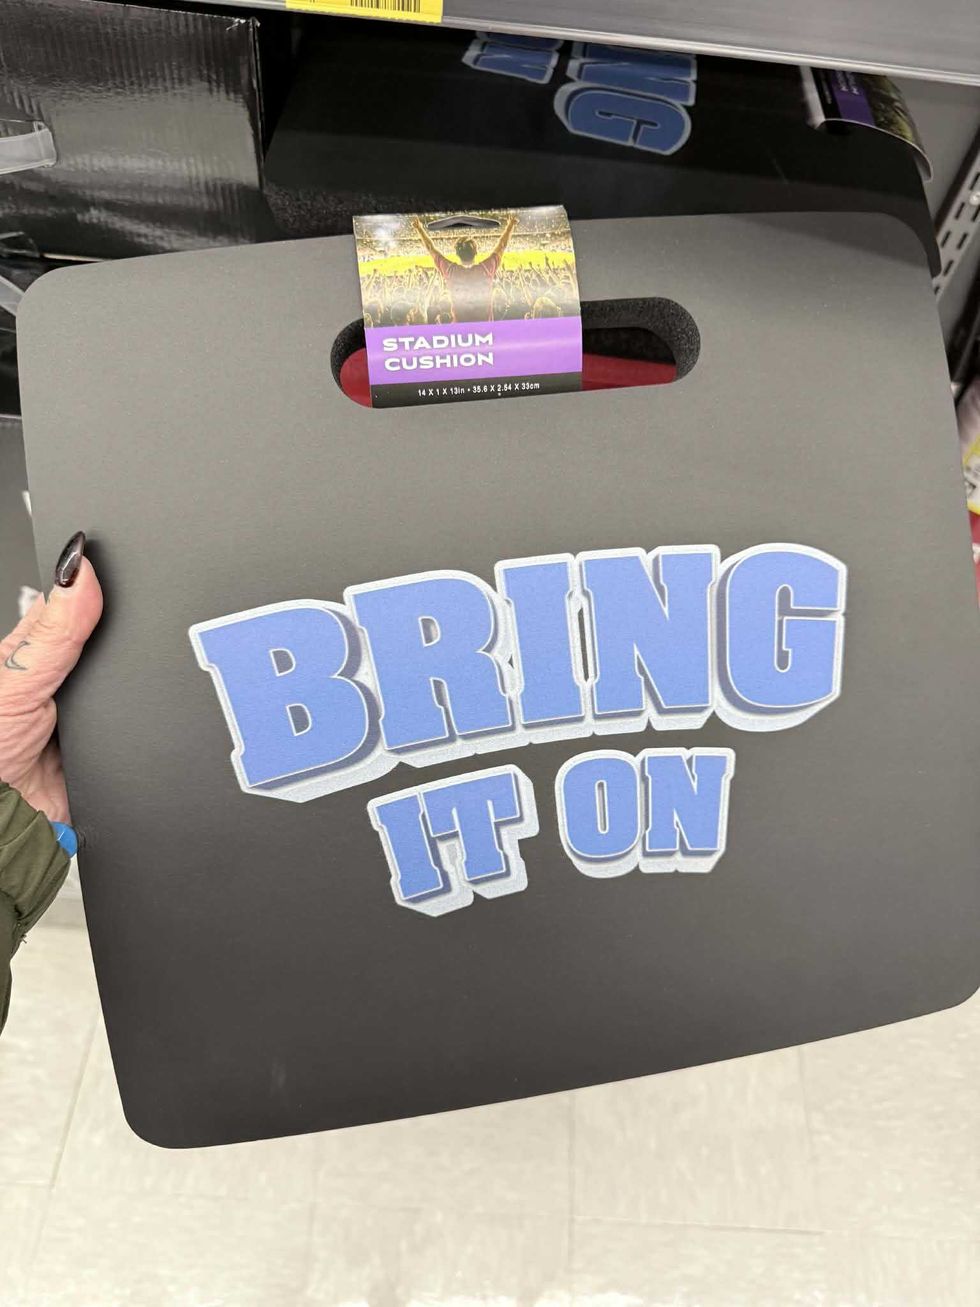 STADIUM
CUSHION
14 X 1 X 13in • 35.6 X 2.54 X 33cm
BRING
IT ON